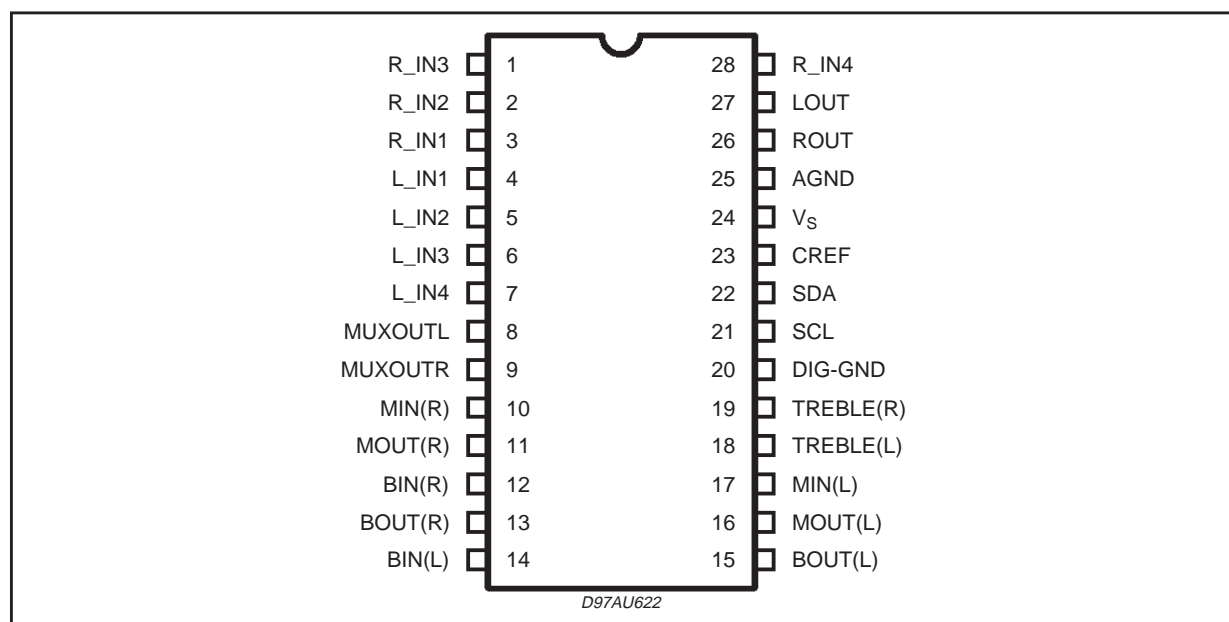 R_IN3 1 28 R_IN4
R_IN2 2 27 LOUT
R_IN1 3 26 ROUT
L_IN1 4 25 AGND
L_IN2 5 24 VS
L_IN3 6 23 CREF
L_IN4 7 22 SDA
MUXOUTL 8 21 SCL
MUXOUTR 9 20 DIG-GND
MIN(R) 10 19 TREBLE(R)
MOUT(R) 11 18 TREBLE(L)
BIN(R) 12 17 MIN(L)
BOUT(R) 13 16 MOUT(L)
BIN(L) 14 15 BOUT(L)
D97AU622